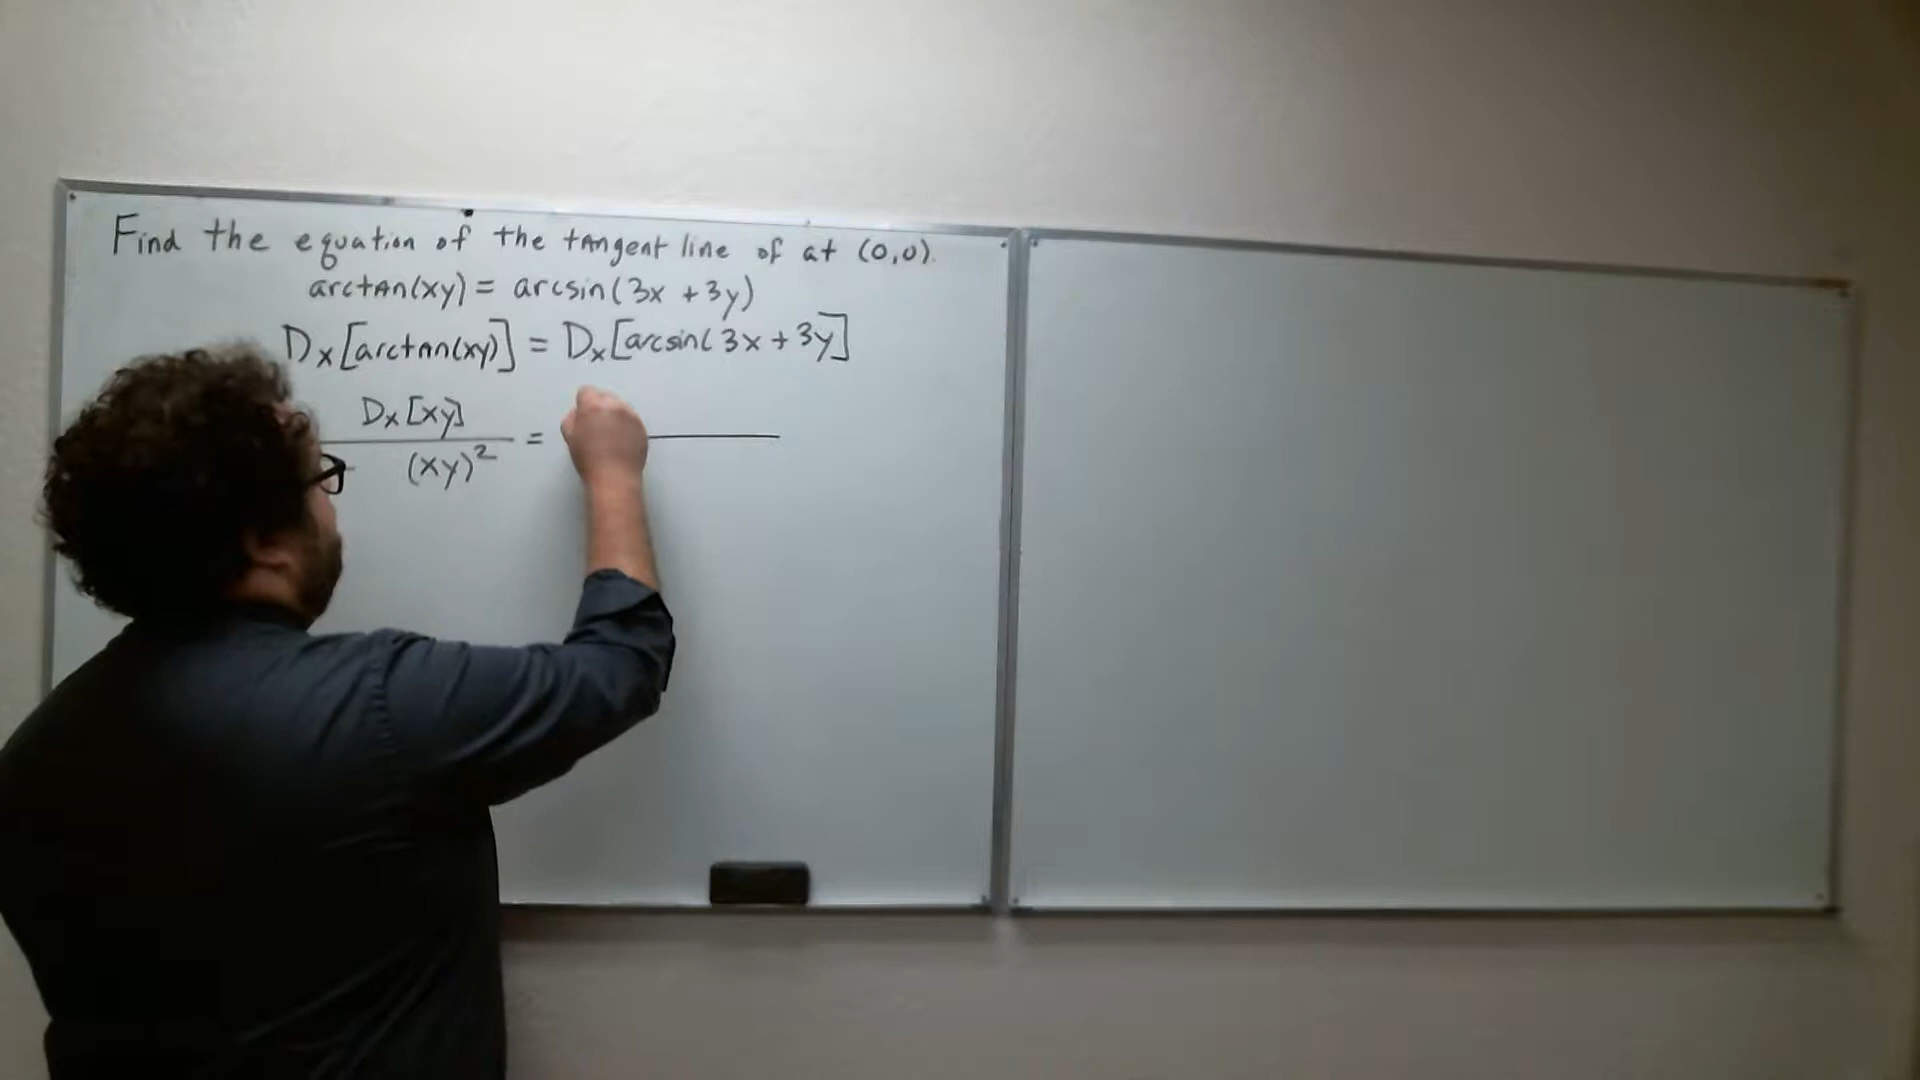 Find the equation of the tangent line of at (0,0).
arctan(xy) = arcsin(3x + 3y)
Dx[arctan(xy)] = Dx[arcsin(3x + 3y]
Dx[xy]
=
(xy)²